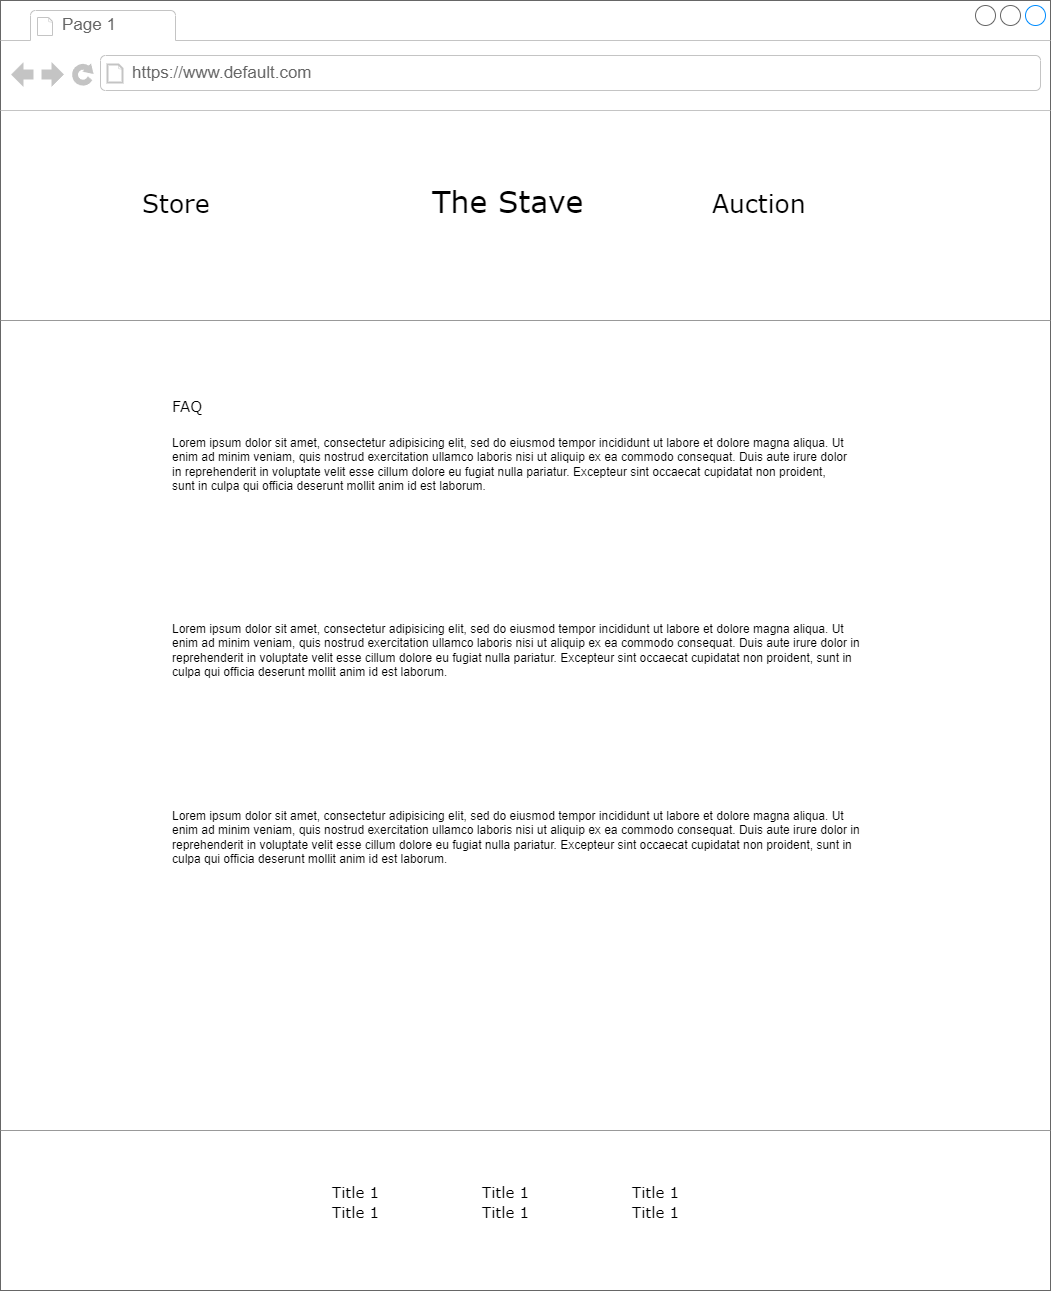 Page 1
https://www.default.com
Store The Stave Auction
FAQ
Lorem ipsum dolor sit amet, consectetur adipisicing elit, sed do eiusmod tempor incididunt ut labore et dolore magna aliqua. Ut
enim ad minim veniam, quis nostrud exercitation ullamco laboris nisi ut aliquip ex ea commodo consequat. Duis aute irure dolor
in reprehenderit in voluptate velit esse cillum dolore eu fugiat nulla pariatur. Excepteur sint occaecat cupidatat non proident,
sunt in culpa qui officia deserunt mollit anim id est laborum.
Lorem ipsum dolor sit amet, consectetur adipisicing elit, sed do eiusmod tempor incididunt ut labore et dolore magna aliqua. Ut
enim ad minim veniam, quis nostrud exercitation ullamco laboris nisi ut aliquip ex ea commodo consequat. Duis aute irure dolor in
reprehenderit in voluptate velit esse cillum dolore eu fugiat nulla pariatur. Excepteur sint occaecat cupidatat non proident, sunt in
culpa qui officia deserunt mollit anim id est laborum.
Lorem ipsum dolor sit amet, consectetur adipisicing elit, sed do eiusmod tempor incididunt ut labore et dolore magna aliqua. Ut
enim ad minim veniam, quis nostrud exercitation ullamco laboris nisi ut aliquip ex ea commodo consequat. Duis aute irure dolor in
reprehenderit in voluptate velit esse cillum dolore eu fugiat nulla pariatur. Excepteur sint occaecat cupidatat non proident, sunt in
culpa qui officia deserunt mollit anim id est laborum.
Title 1 Title 1 Title 1
Title 1 Title 1 Title 1